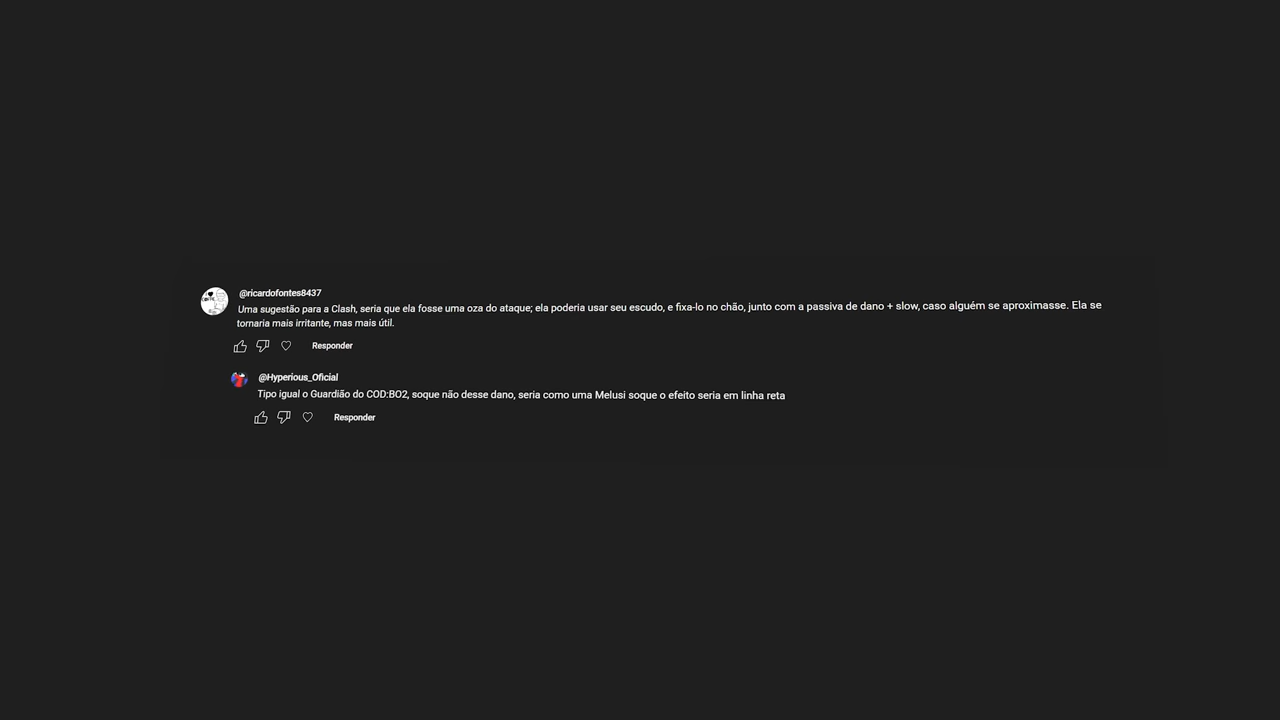 @ricardofontes8437
Uma sugestão para a Clash, seria que ela fosse uma oza do ataque; ela poderia usar seu escudo, e fixa-lo no chão, junto com a passiva de dano + slow, caso alguém se aproximasse. Ela se
tornaria mais irritante, mas mais útil.
Responder
@Hyperious_Oficial
Tipo igual o Guardião do COD:BO2, soque não desse dano, seria como uma Melusi soque o efeito seria em linha reta
Responder